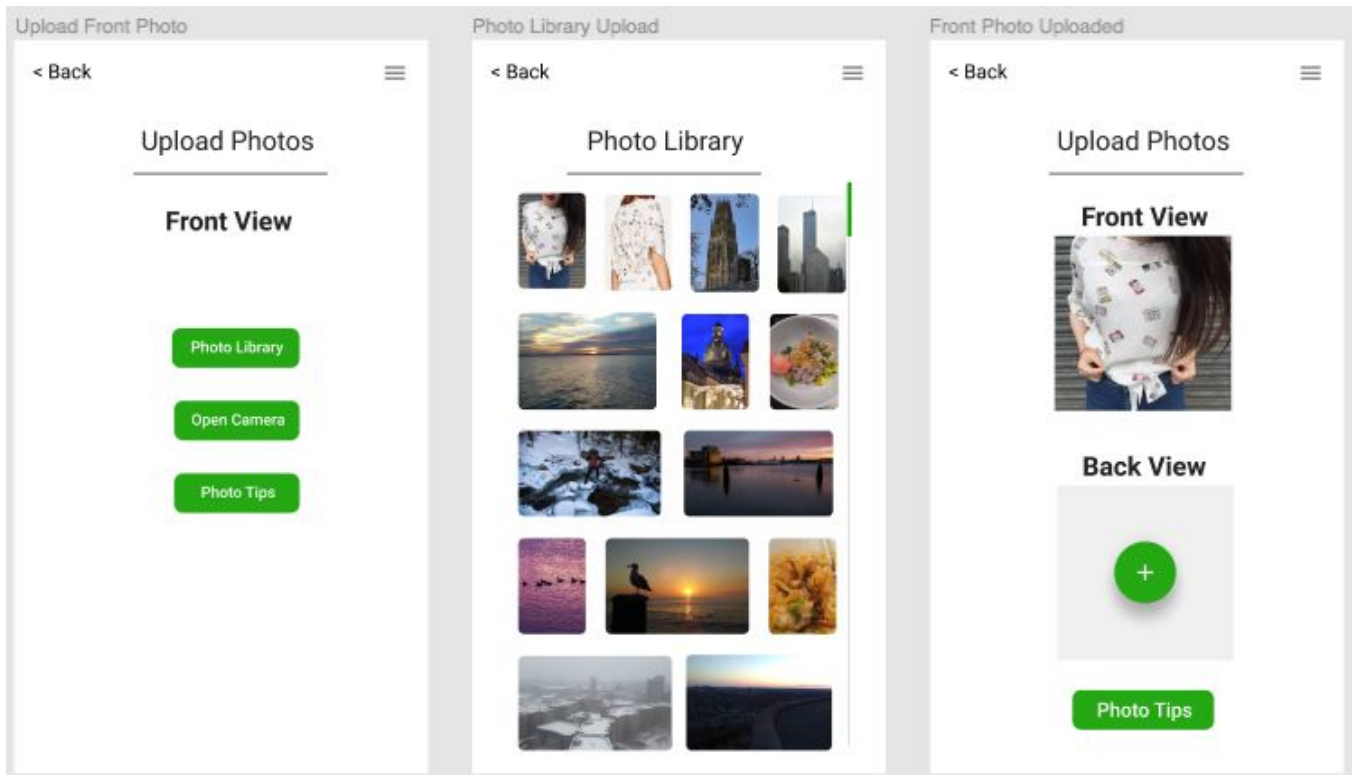 Upload Front Photo
< Back
Upload Photos
Front View
Photo Library
Open Camera
Photo Tips
Photo Library Upload
< Back
Photo Library
Front Photo Uploaded
< Back
Upload Photos
Front View
Back View
+
Photo Tips